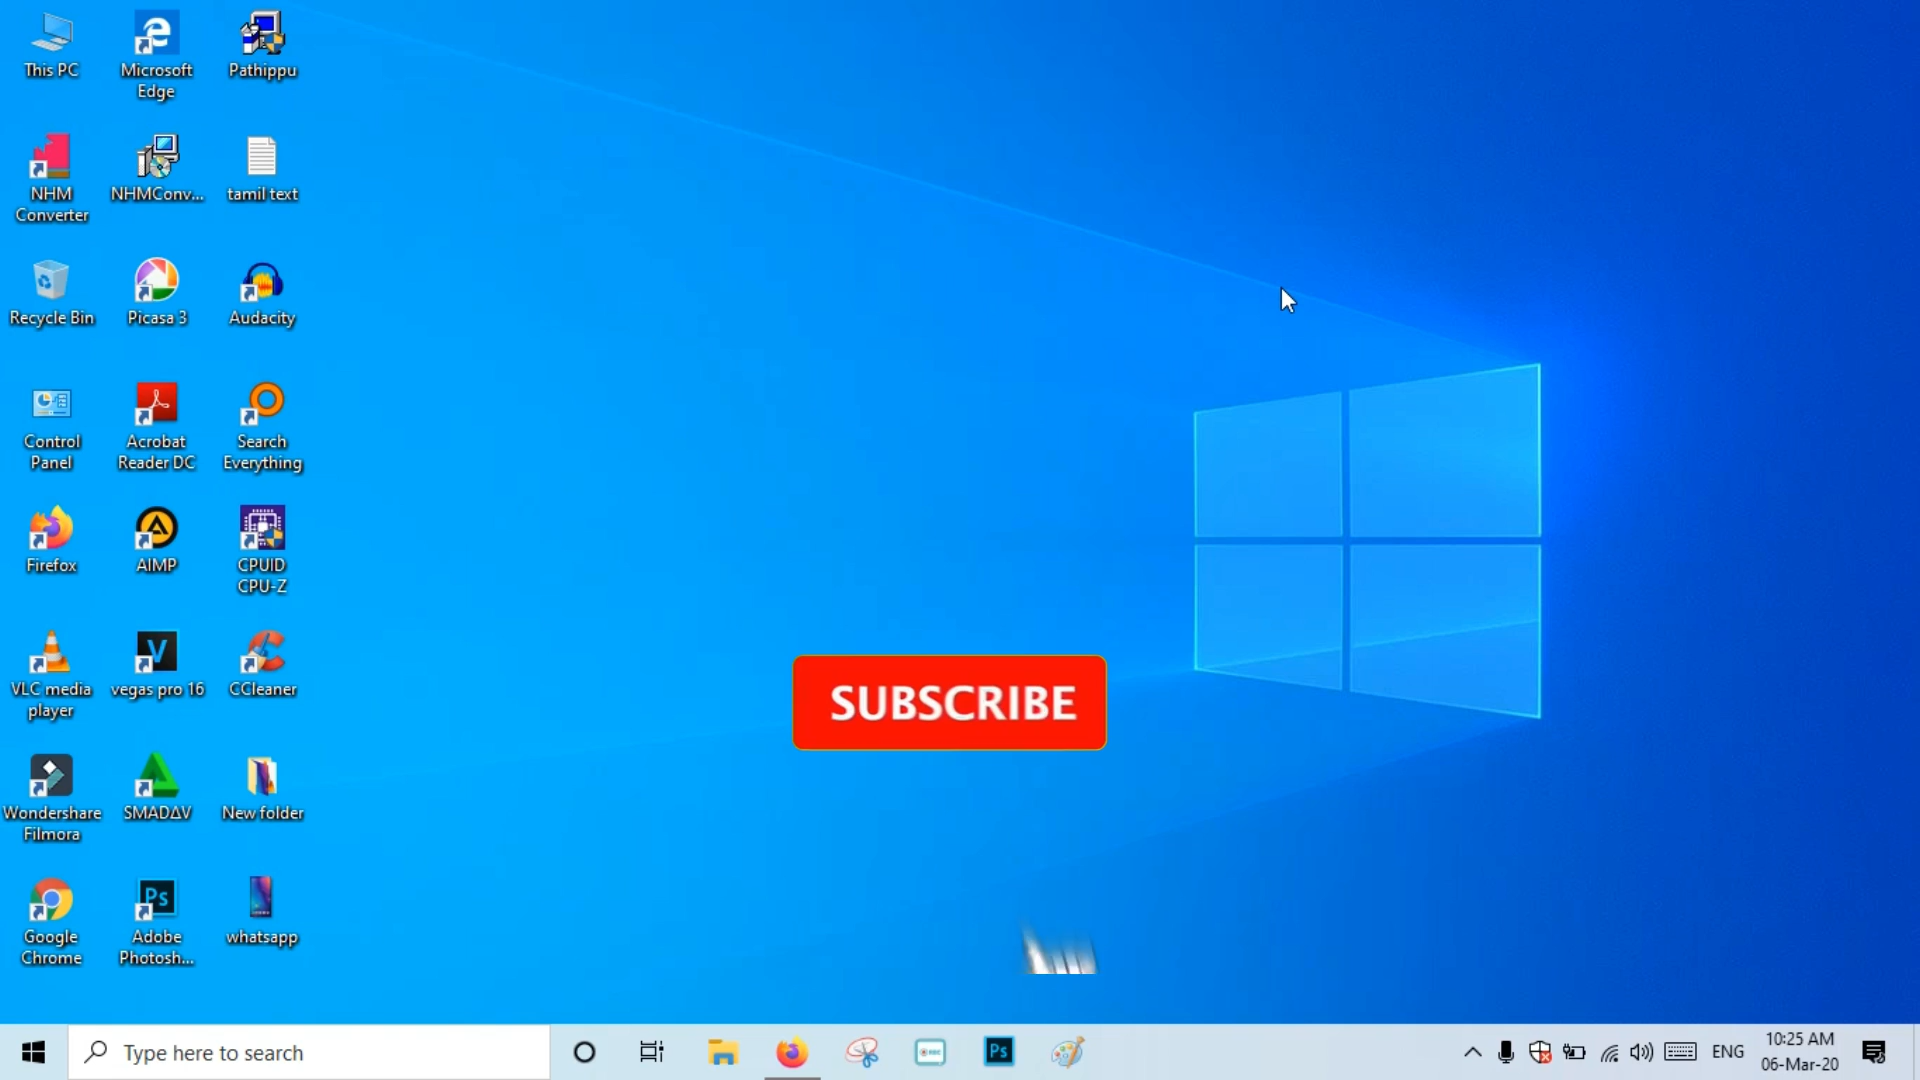 This PC
Microsoft
Edge
Pathippu
NHM
Converter
NHMConv...
tamil text
Recycle Bin
Picasa 3
Audacity
Control
Panel
Acrobat
Reader DC
Search
Everything
Firefox
AIMP
CPUID
CPU-Z
VLC media
player
vegas pro 16
CCleaner
Wondershare
Filmora
SMADΔV
New folder
Google
Chrome
Adobe
Photosh...
whatsapp
SUBSCRIBE
Type here to search
Ps
ENG
10:25 AM
06-Mar-20